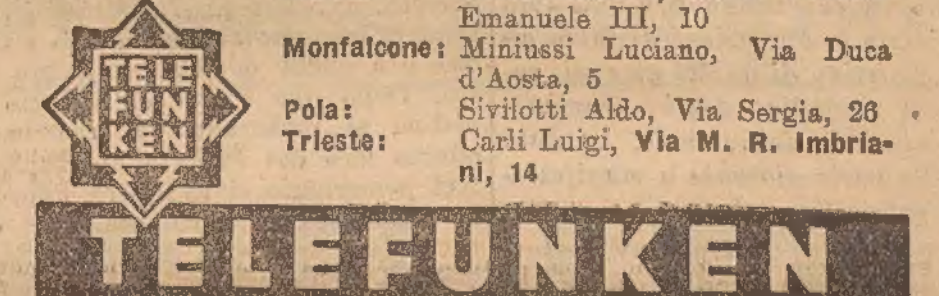 Emanuele III, 10
Monfalcone: Miniussi Luciano, Via Duca
d'Aosta, 5
Pola: Sivilotti Aldo, Via Sergia, 26
Trieste: Carli Luigi, Via M. R. Imbria-
ni, 14
TELE
FUN
KEN
TELEFUNKEN